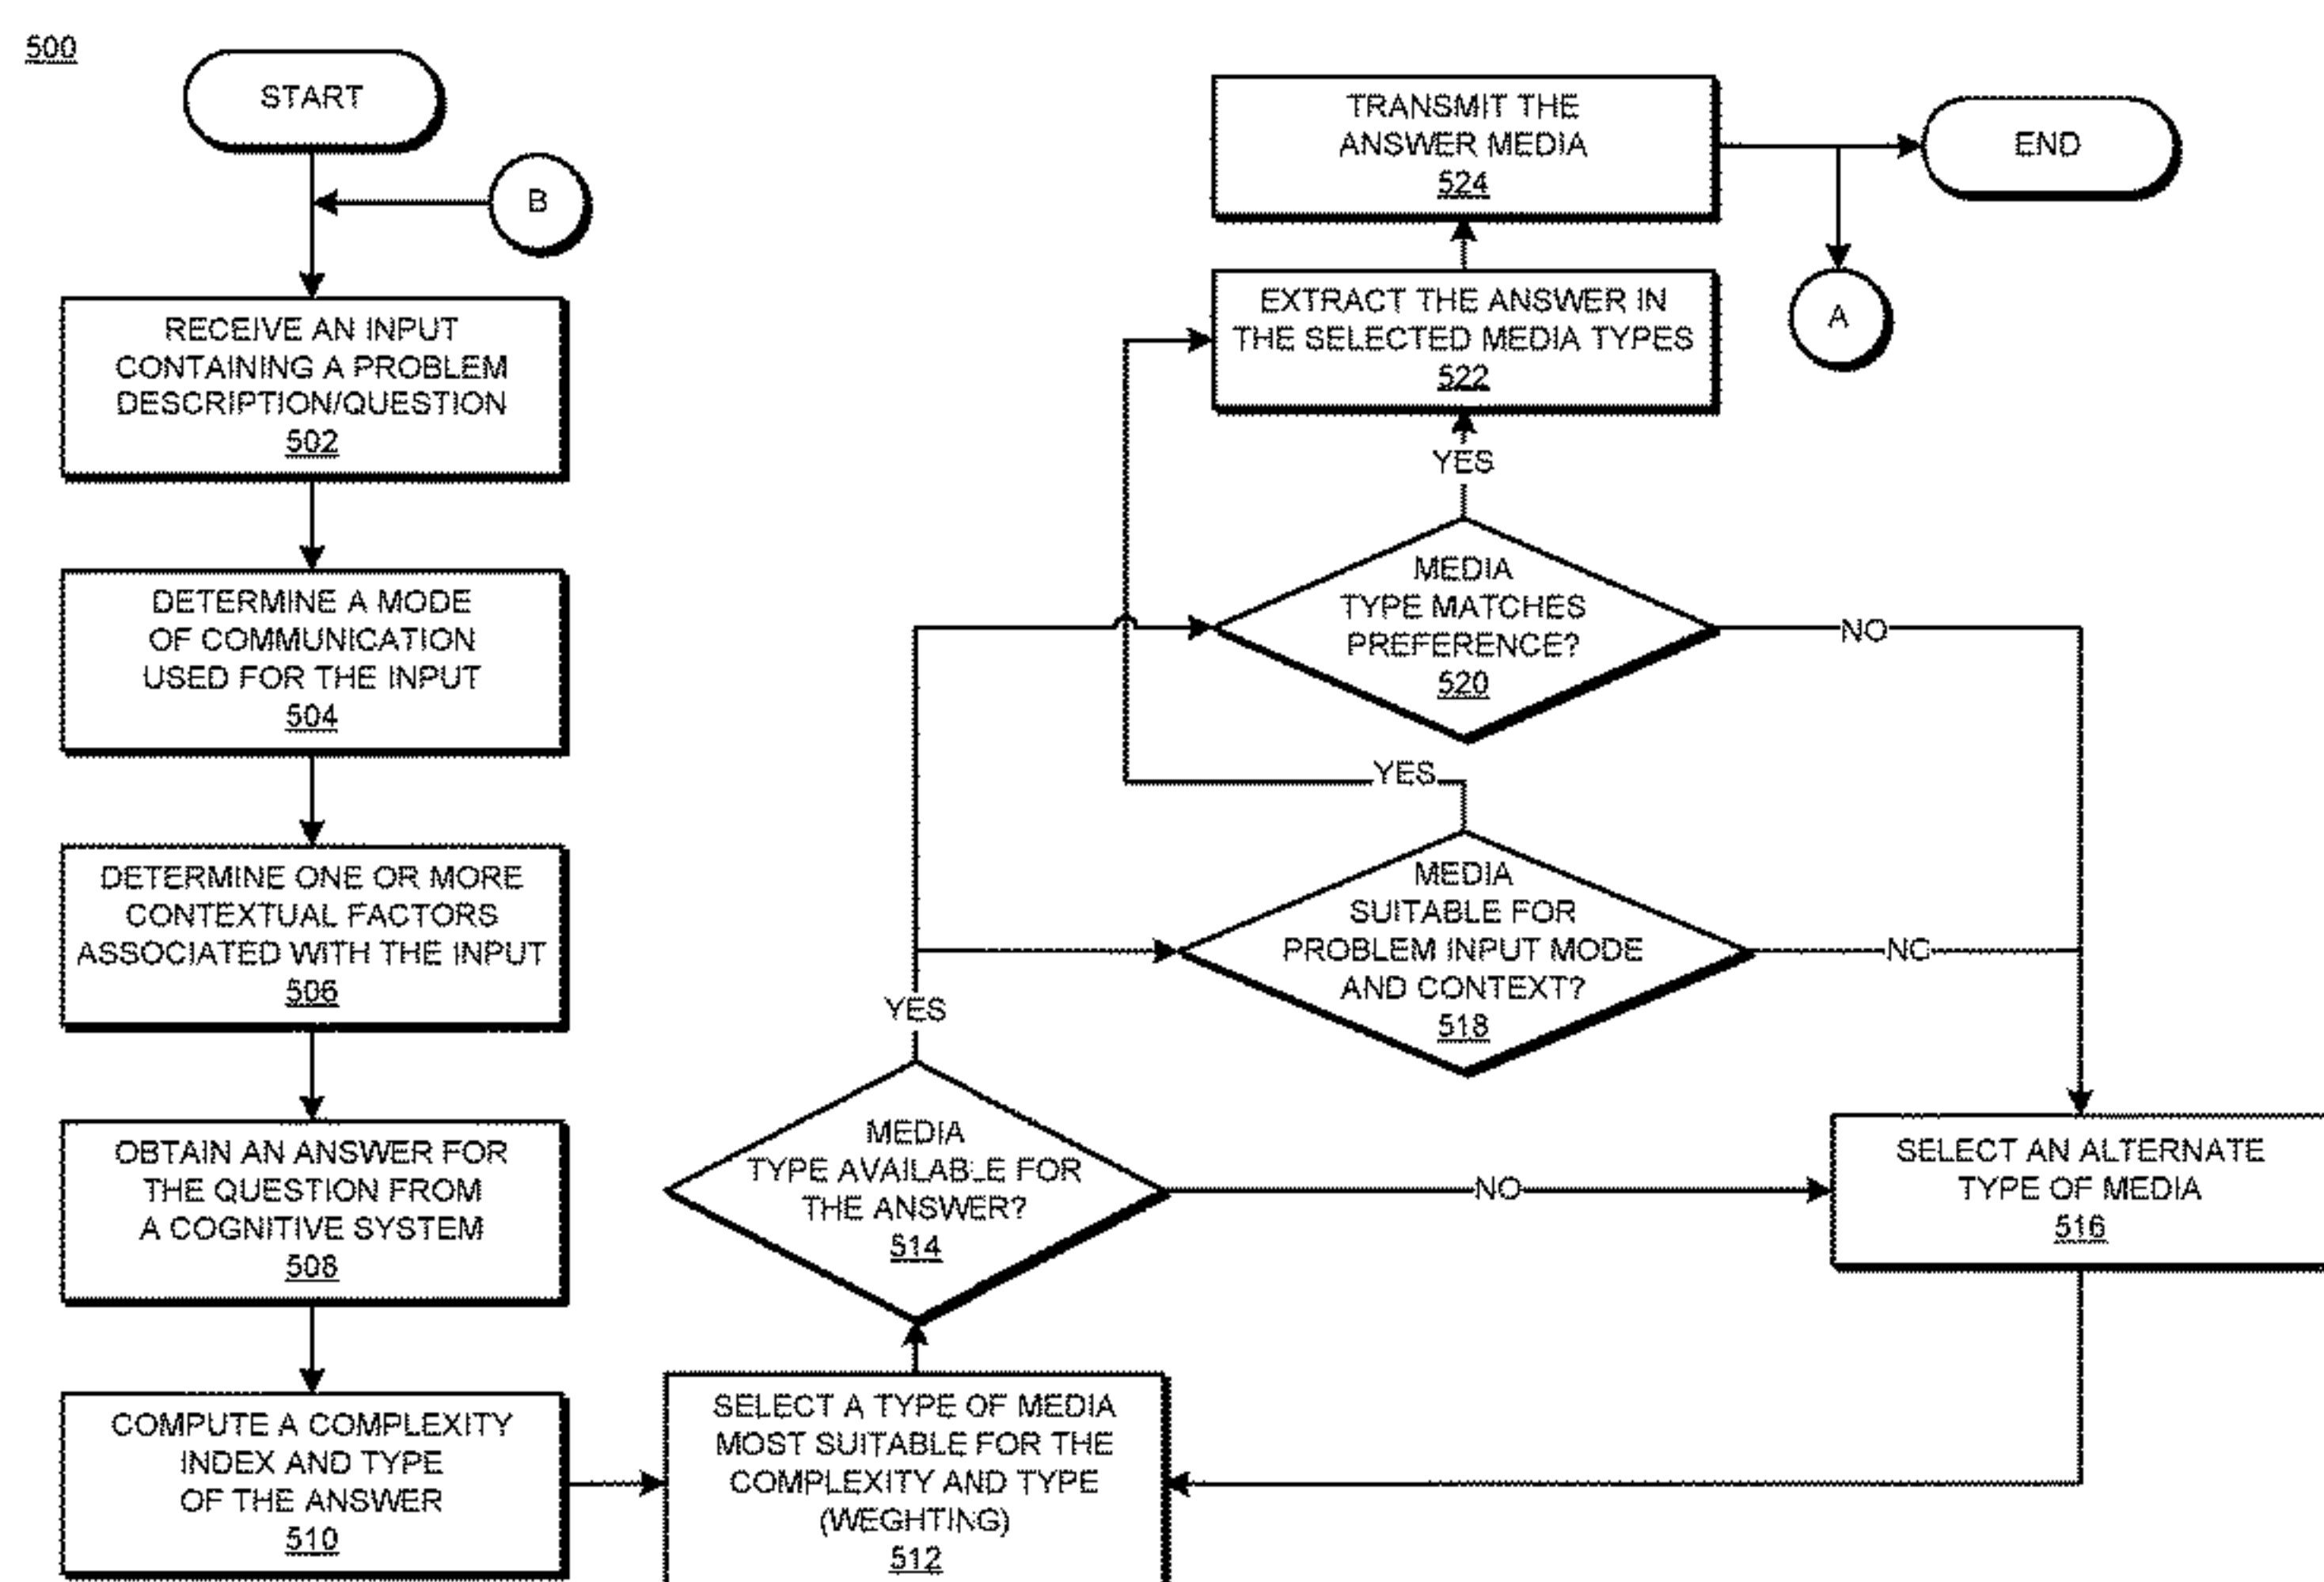 500
START
B
RECEIVE AN INPUT
CONTAINING A PROBLEM
DESCRIPTION/QUESTION
502
DETERMINE A MODE
OF COMMUNICATION
USED FOR THE INPUT
504
DETERMINE ONE OR MORE
CONTEXTUAL FACTORS
ASSOCIATED WITH THE INPUT
506
OBTAIN AN ANSWER FOR
THE QUESTION FROM
A COGNITIVE SYSTEM
508
COMPUTE A COMPLEXITY
INDEX AND TYPE
OF THE ANSWER
510
SELECT A TYPE OF MEDIA
MOST SUITABLE FOR THE
COMPLEXITY AND TYPE
(WEGHTING)
512
MEDIA
TYPE AVAILABLE FOR
THE ANSWER?
514
YES
NO
SELECT AN ALTERNATE
TYPE OF MEDIA
516
MEDIA
SUITABLE FOR
PROBLEM INPUT MODE
AND CONTEXT?
518
YES
NO
MEDIA
TYPE MATCHES
PREFERENCE?
520
YES
NO
EXTRACT THE ANSWER IN
THE SELECTED MEDIA TYPES
522
TRANSMIT THE
ANSWER MEDIA
524
END
A